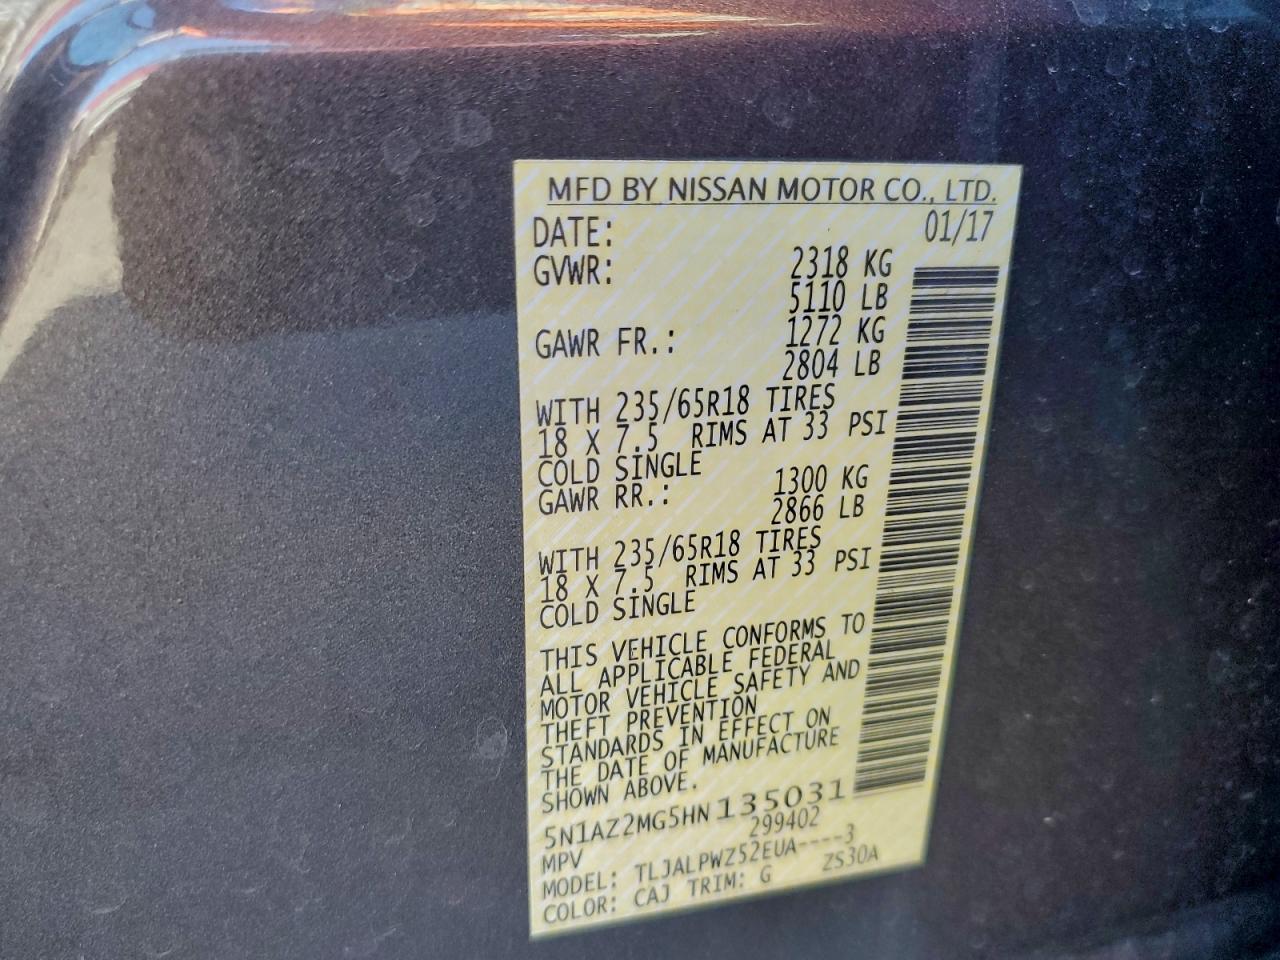 MFD BY NISSAN MOTOR CO., LTD.
DATE: 01/17
GVWR: 2318 KG
5110 LB
GAWR FR.: 1272 KG
2804 LB
WITH 235/65R18 TIRES
18 X 7.5 RIMS AT 33 PSI
COLD SINGLE
GAWR RR.: 1300 KG
2866 LB
WITH 235/65R18 TIRES
18 X 7.5 RIMS AT 33 PSI
COLD SINGLE
THIS VEHICLE CONFORMS TO
ALL APPLICABLE FEDERAL
MOTOR VEHICLE SAFETY AND
THEFT PREVENTION
STANDARDS IN EFFECT ON
THE DATE OF MANUFACTURE
SHOWN ABOVE.
5N1AZ2MG5HN135031
MPV 299402
MODEL: TLJALPWZ52EUA----3
COLOR: CAJ TRIM: G ZS30A